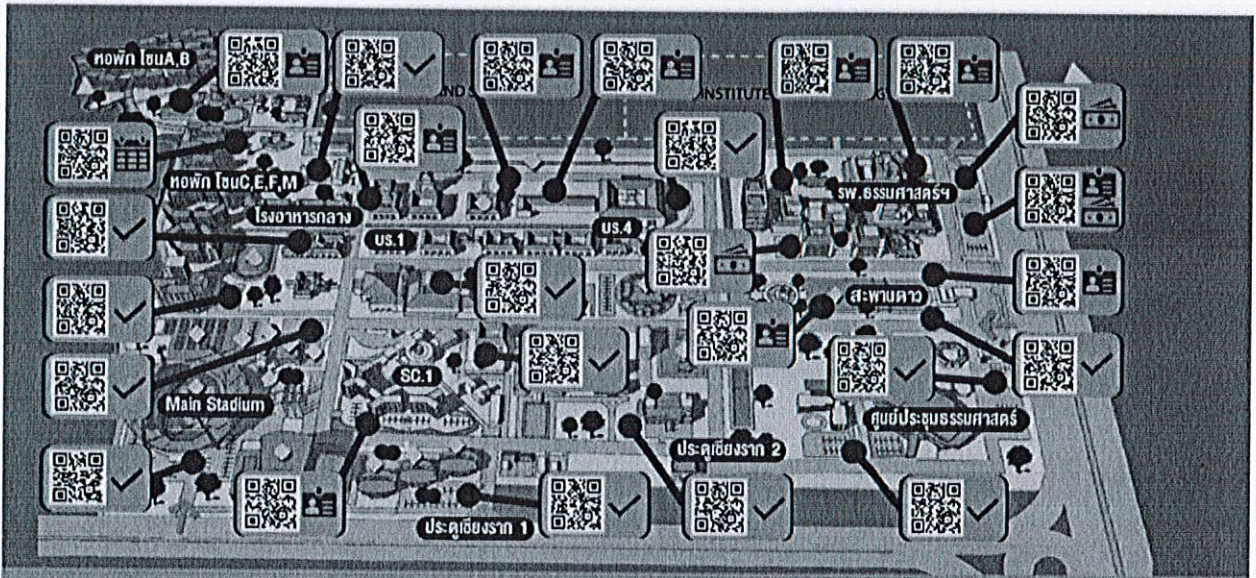 หอพัก โซนA,B
INSTITUTE
หอพัก โซนC,E,F,M
รพ.ธรรมศาสตร์ฯ
โรงอาหารกลาง
บร.1
บร.4
สะพานดาว
SC.1
Main Stadium
ศูนย์ประชุมธรรมศาสตร์
ประตูเชียงราก 2
ประตูเชียงราก 1